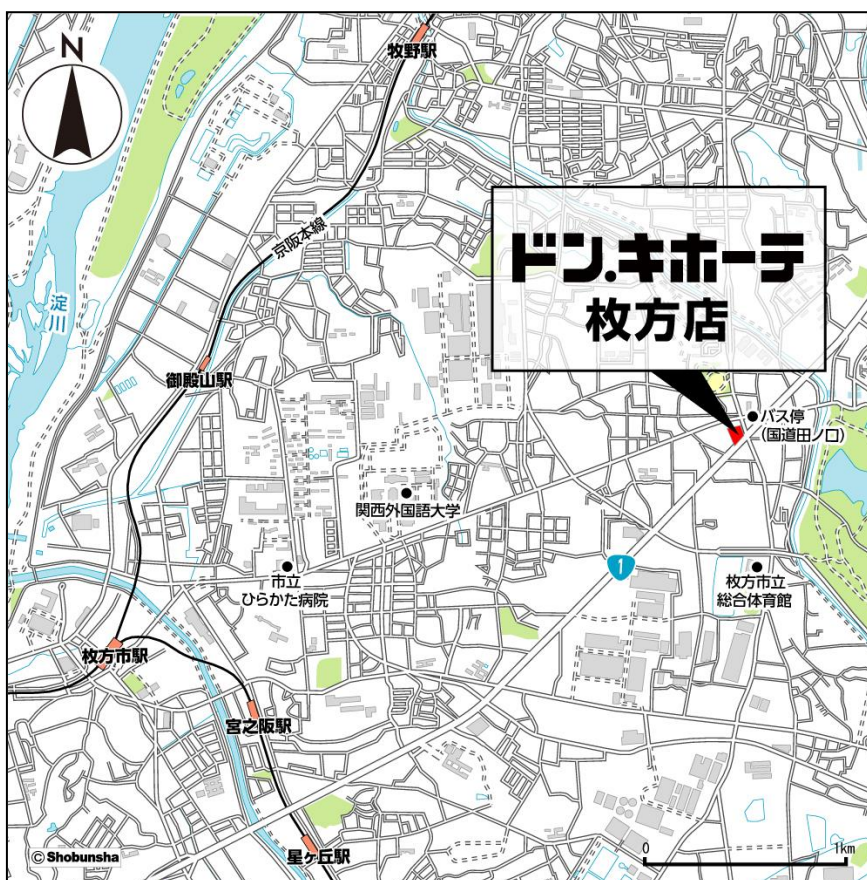 N
牧野駅
京阪本線
淀川
ドン.キホーテ
枚方店
御殿山駅
バス停
(国道田ノ口)
関西外国語大学
1
市立
ひらかた病院
枚方市立
総合体育館
枚方市駅
宮之阪駅
星ヶ丘駅
© Shobunsha
0 1km